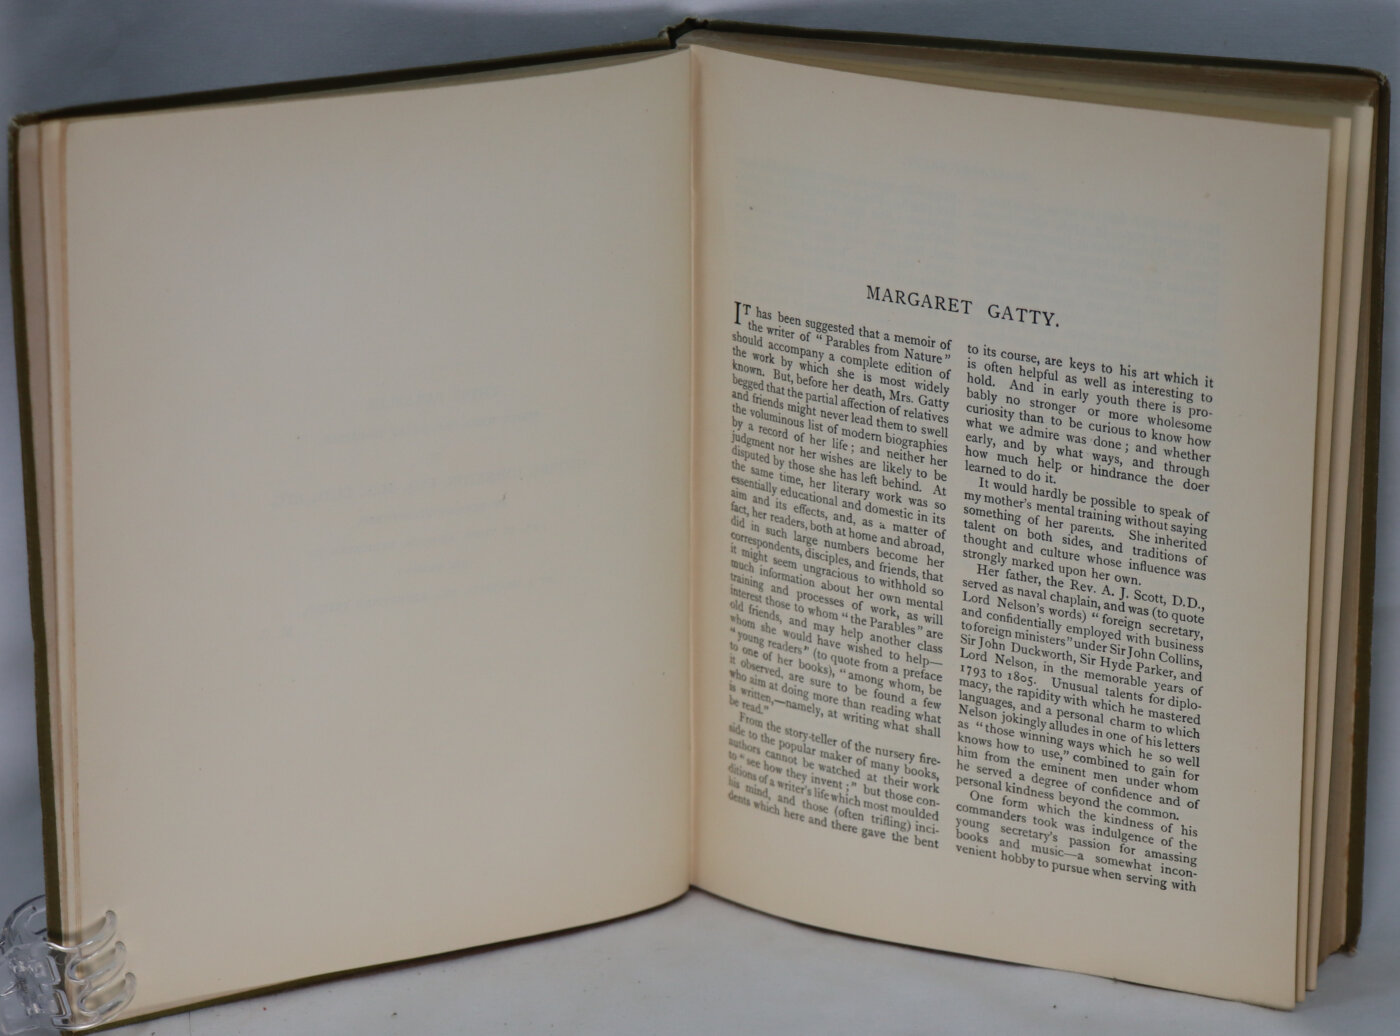 MARGARET GATTY.
IT has been suggested that a memoir of
the writer of "Parables from Nature"
should accompany a complete edition of
the work by which she is most widely
known. But, before her death, Mrs. Gatty
begged that the partial affection of relatives
and friends might never lead them to swell
the voluminous list of modern biographies
by a record of her life; and neither her
judgment nor her wishes are likely to be
disputed by those she has left behind. At
the same time, her literary work was so
essentially educational and domestic in its
aim and its effects, and, as a matter of
fact, her readers, both at home and abroad,
did in such large numbers become her
correspondents, disciples, and friends, that
it might seem ungracious to withhold so
much information about her own mental
training and processes of work, as will
interest those to whom "the Parables" are
old friends, and may help another class
whom she would have wished to help—
"young readers" (to quote from a preface
to one of her books), "among whom, be
it observed, are sure to be found a few
who aim at doing more than reading what
is written,—namely, at writing what shall
be read."
From the story-teller of the nursery fire-
side to the popular maker of many books,
authors cannot be watched at their work
to "see how they invent;" but those con-
ditions of a writer's life which most moulded
his mind, and those (often trifling) inci-
dents which here and there gave the bent
to its course, are keys to his art which it
is often helpful as well as interesting to
hold. And in early youth there is pro-
bably no stronger or more wholesome
curiosity than to be curious to know how
what we admire was done; and whether
early, and by what ways, and through
how much help or hindrance the doer
learned to do it.
It would hardly be possible to speak of
my mother's mental training without saying
something of her parents. She inherited
talent on both sides, and traditions of
thought and culture whose influence was
strongly marked upon her own.
Her father, the Rev. A. J. Scott, D.D.,
served as naval chaplain, and was (to quote
Lord Nelson's words) "foreign secretary,
and confidentially employed with business
to foreign ministers" under Sir John Collins,
Sir John Duckworth, Sir Hyde Parker, and
Lord Nelson, in the memorable years of
1793 to 1805. Unusual talents for diplo-
macy, the rapidity with which he mastered
languages, and a personal charm to which
Nelson jokingly alludes in one of his letters
as "those winning ways which he so well
knows how to use," combined to gain for
him from the eminent men under whom
he served a degree of confidence and of
personal kindness beyond the common.
One form which the kindness of his
commanders took was indulgence of the
young secretary's passion for amassing
books and music—a somewhat incon-
venient hobby to pursue when serving with